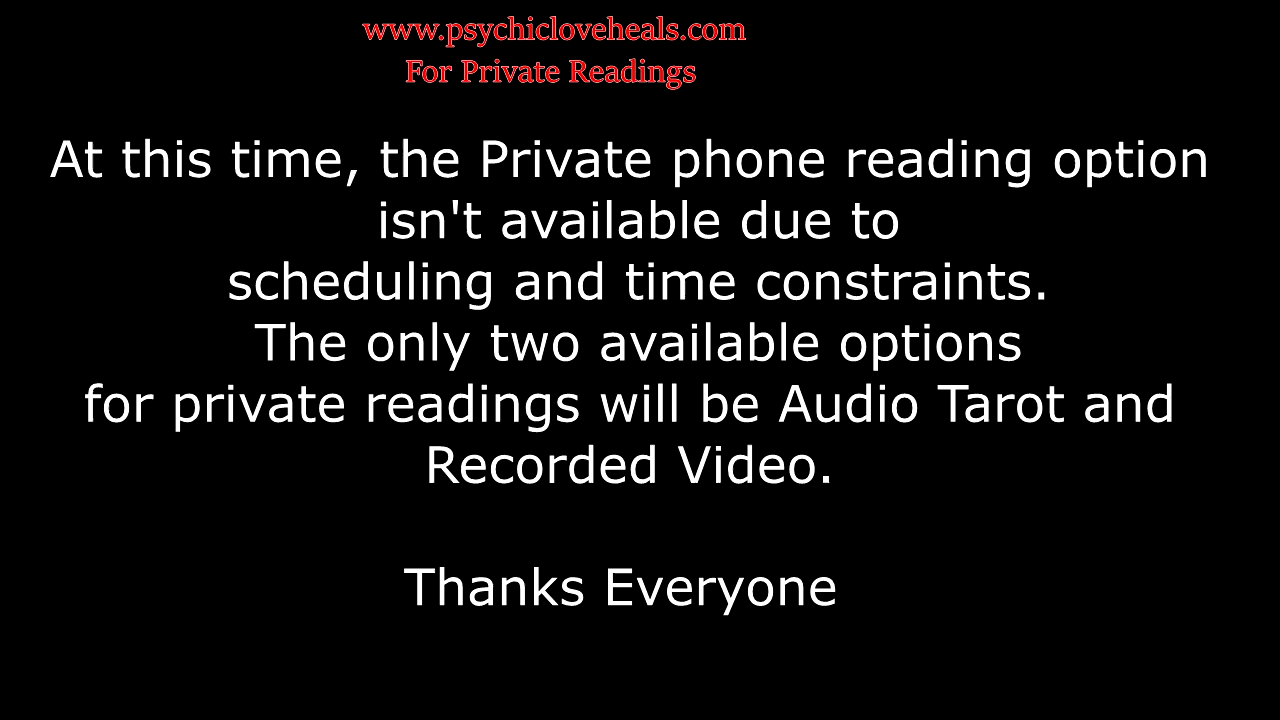 www.psychicloveheals.com
For Private Readings
At this time, the Private phone reading option
isn't available due to
scheduling and time constraints.
The only two available options
for private readings will be Audio Tarot and
Recorded Video.
Thanks Everyone